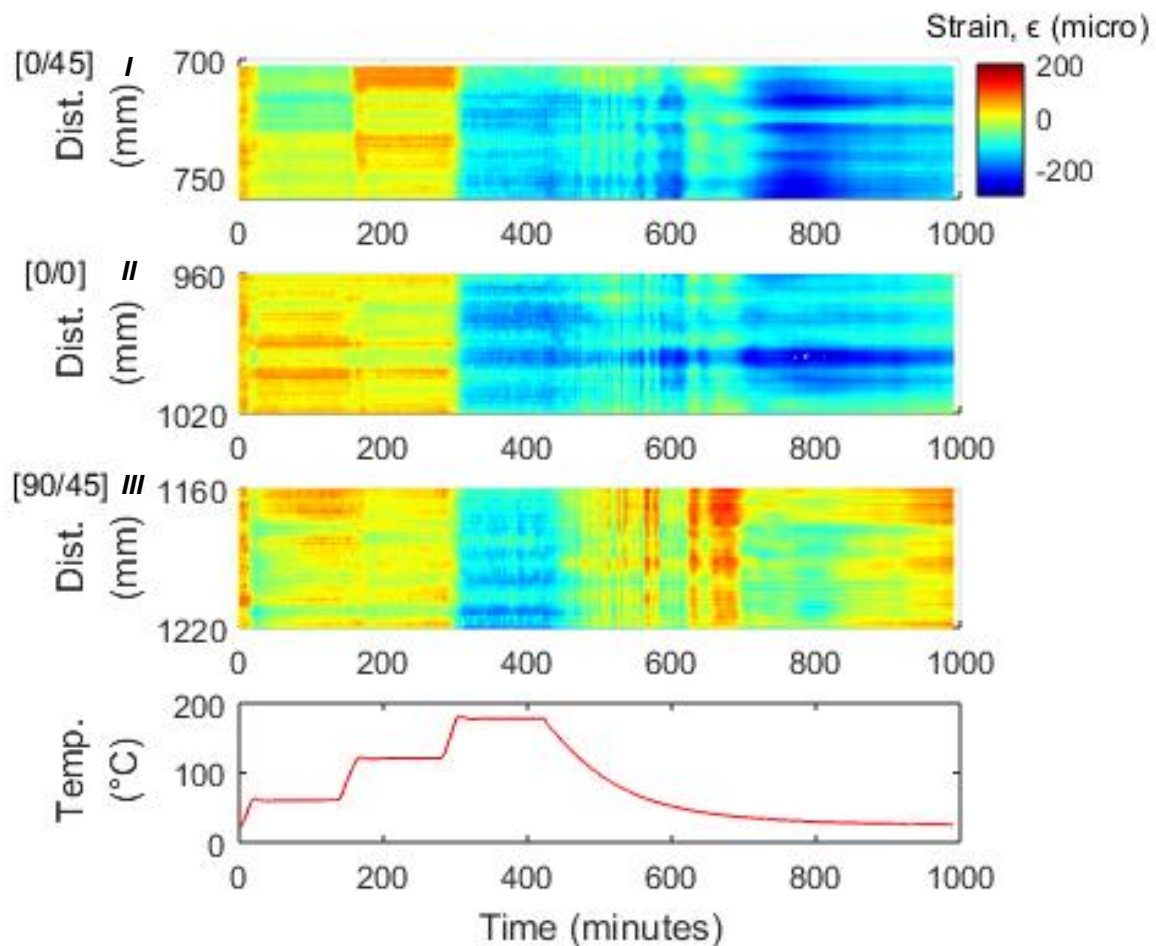 Strain, ϵ (micro)
[0/45] I
Dist.
(mm)
700
750
200
0
-200
0 200 400 600 800 1000
[0/0] II
Dist.
(mm)
960
1020
0 200 400 600 800 1000
[90/45] III
Dist.
(mm)
1160
1220
0 200 400 600 800 1000
Temp.
(°C)
200
100
0
0 200 400 600 800 1000
Time (minutes)